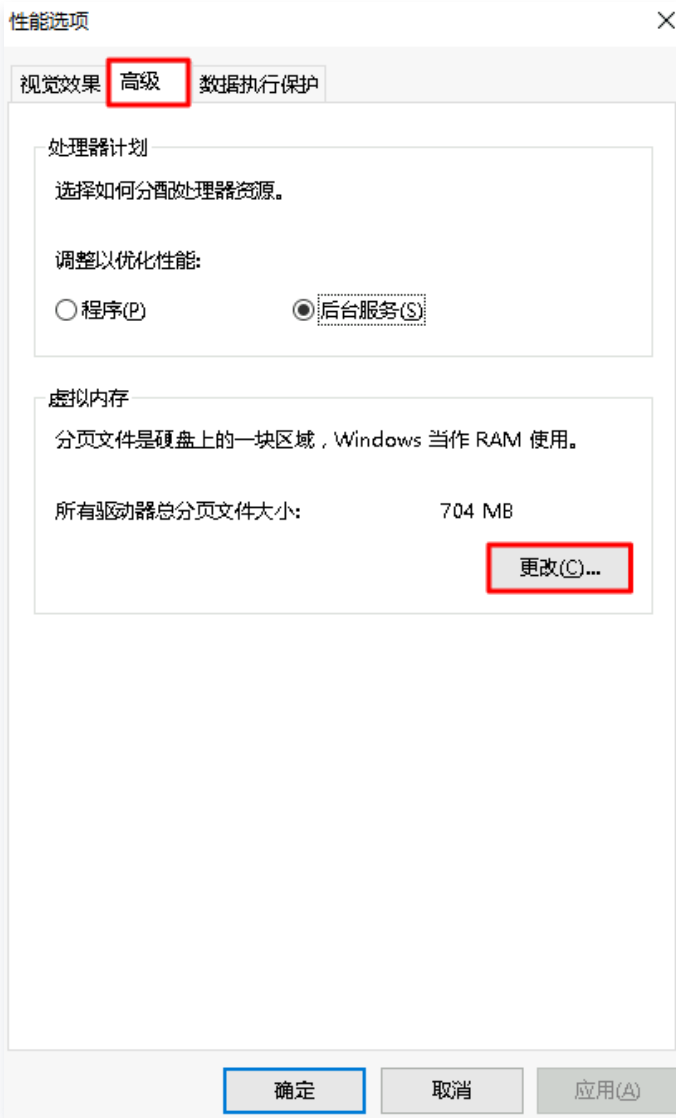 性能选项
视觉效果 高级 数据执行保护
处理器计划
选择如何分配处理器资源。
调整以优化性能:
程序(P) 后台服务(S)
虚拟内存
分页文件是硬盘上的一块区域，Windows 当作 RAM 使用。
所有驱动器总分页文件大小: 704 MB
更改(C)...
确定 取消 应用(A)